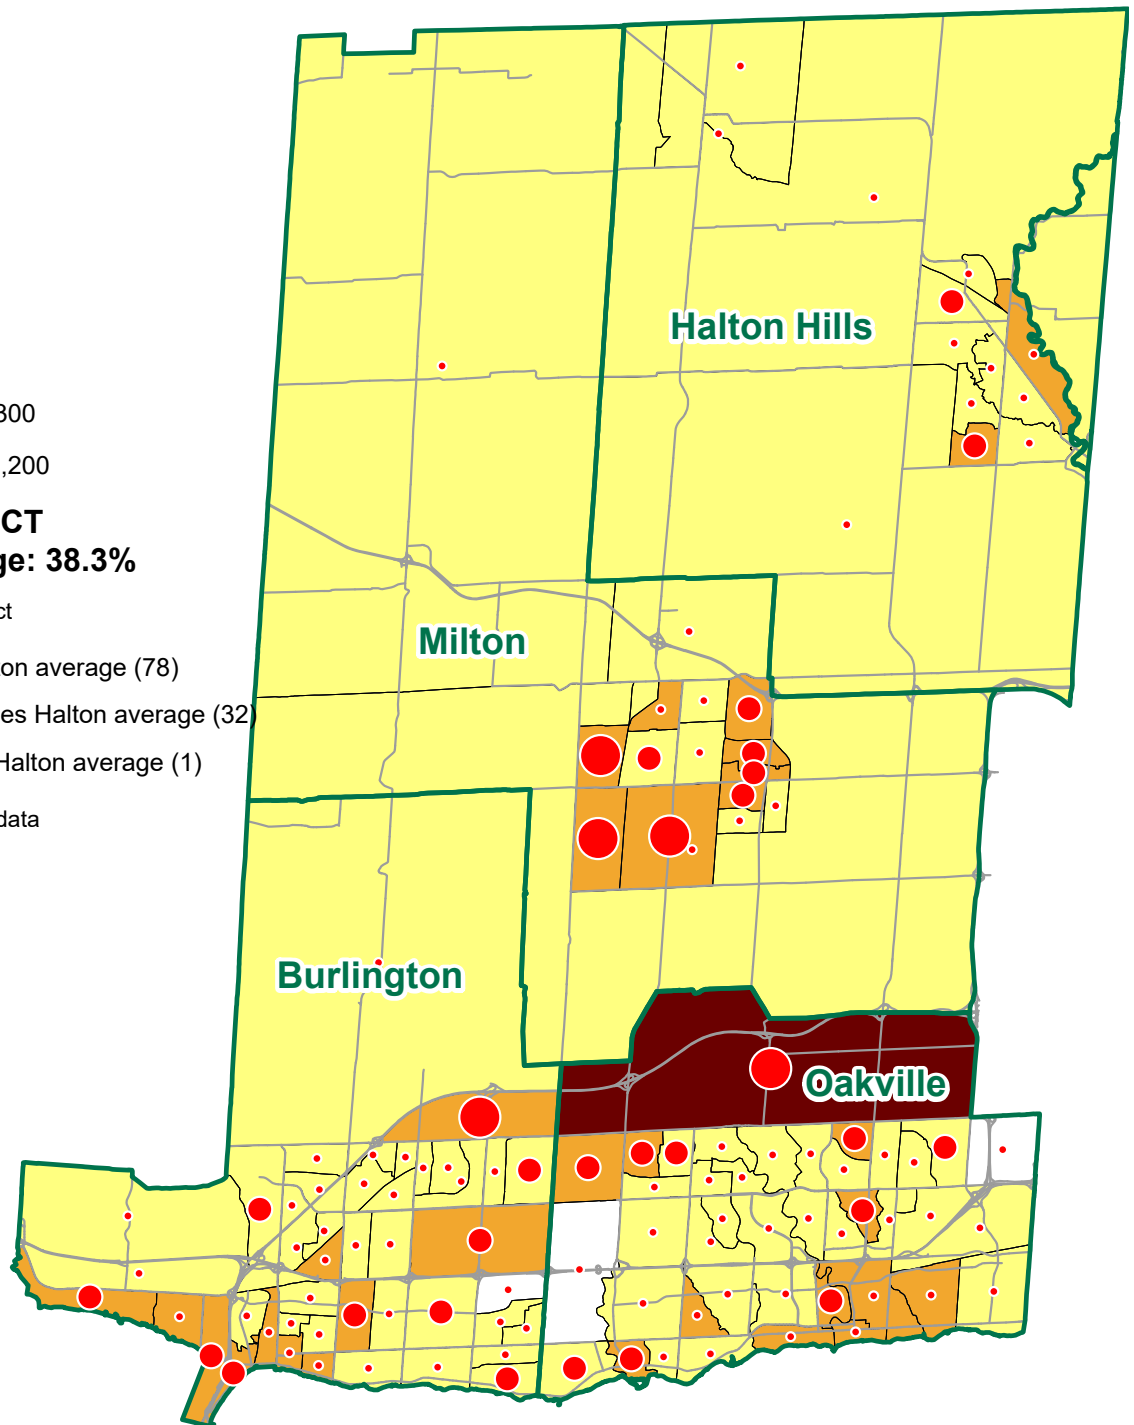 Halton Hills
300
,200
CT
ge: 38.3%
ct
Milton
ton average (78)
es Halton average (32)
Halton average (1)
data
Burlington
Oakville